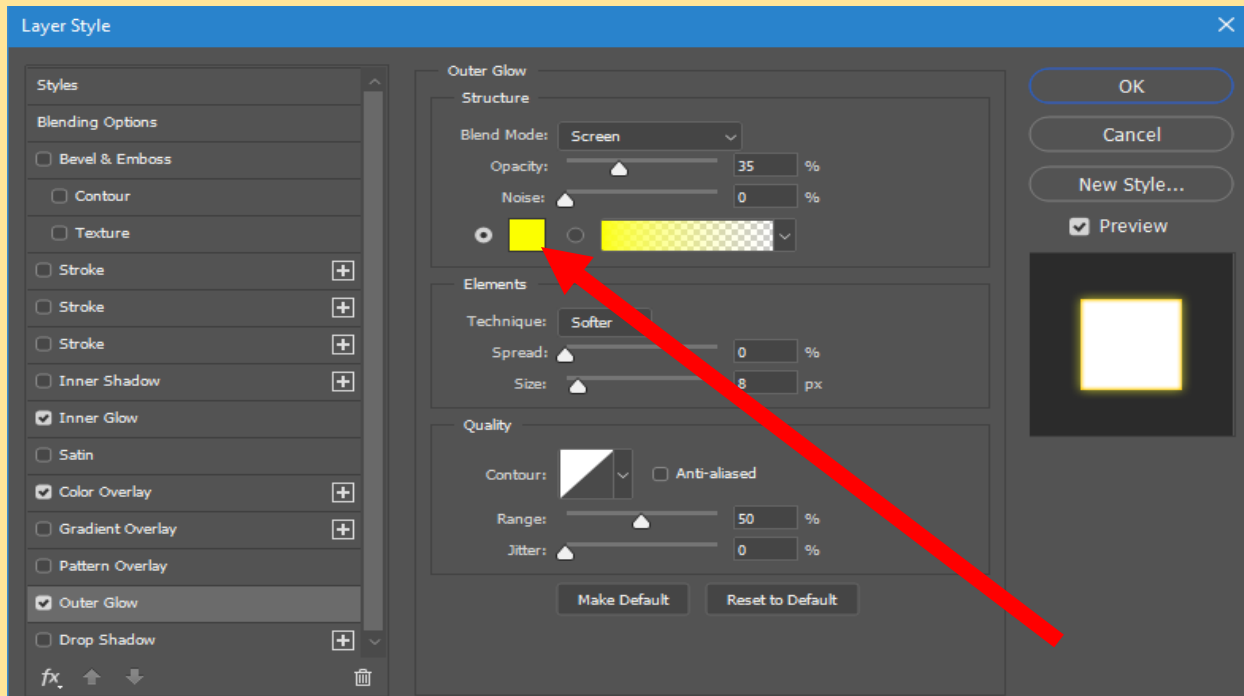 Layer Style
Styles
Blending Options
Bevel & Emboss
Contour
Texture
Stroke
Stroke
Stroke
Inner Shadow
Inner Glow
Satin
Color Overlay
Gradient Overlay
Pattern Overlay
Outer Glow
Drop Shadow
fx
Outer Glow
Structure
Blend Mode: Screen
Opacity: 35 %
Noise: 0 %
Elements
Technique: Softer
Spread: 0 %
Size: 8 px
Quality
Contour: Anti-aliased
Range: 50 %
Jitter: 0 %
Make Default Reset to Default
OK
Cancel
New Style...
Preview